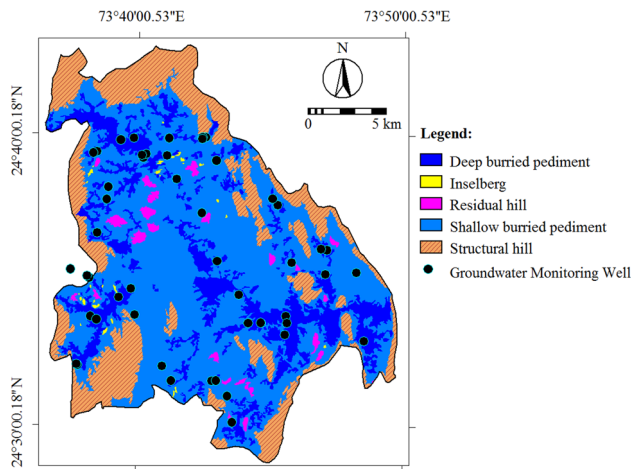 73°40'00.53"E
73°50'00.53"E
N
0 5 km
24°40'00.18"N
24°30'00.18"N
Legend:
Deep burried pediment
Inselberg
Residual hill
Shallow burried pediment
Structural hill
Groundwater Monitoring Well